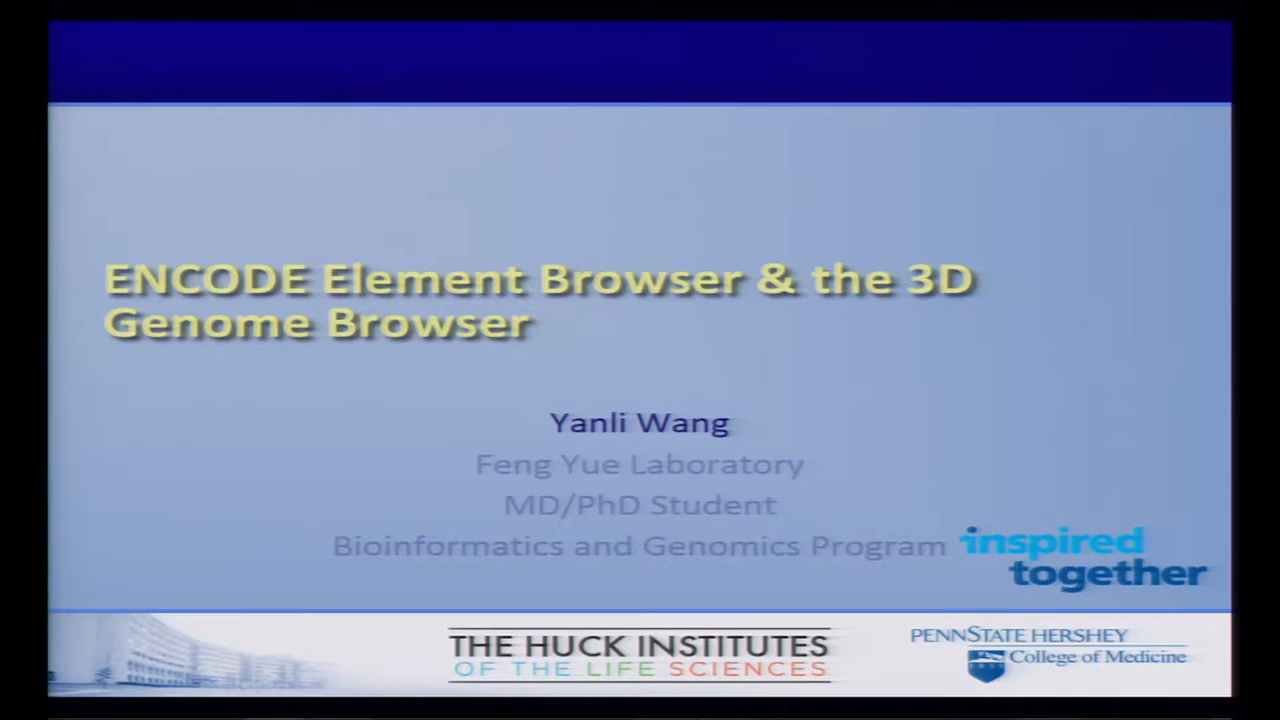 ENCODE Element Browser & the 3D
Genome Browser
Yanli Wang
Feng Yue Laboratory
MD/PhD Student
Bioinformatics and Genomics Program
inspired
together
THE HUCK INSTITUTES
OF THE LIFE SCIENCES
PENNSTATE HERSHEY
College of Medicine